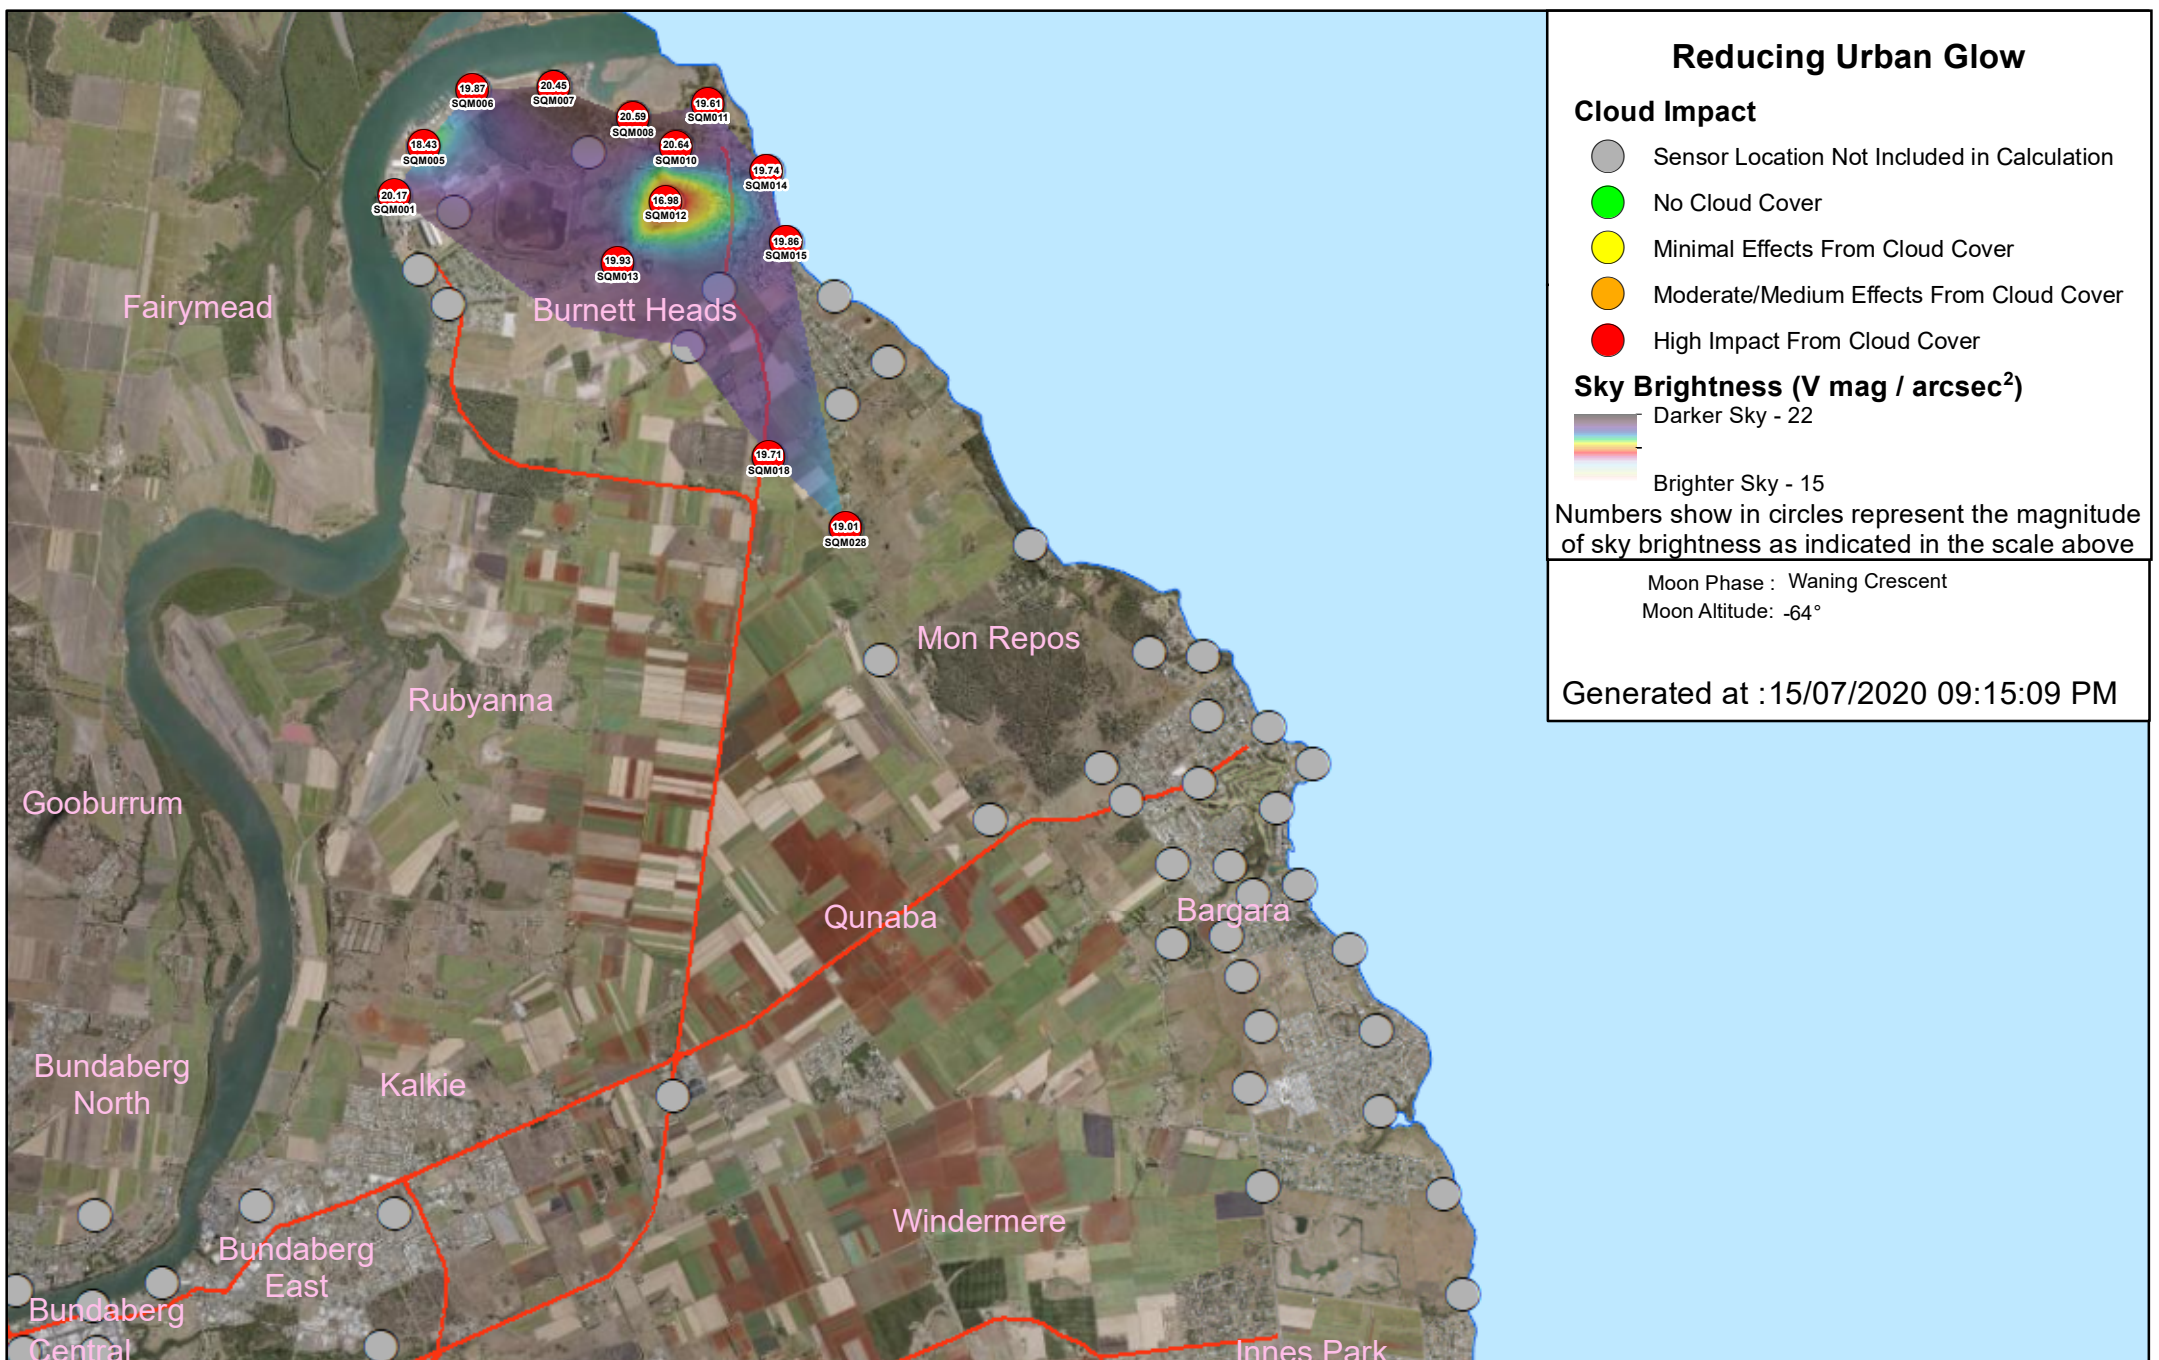 Reducing Urban Glow
Cloud Impact
Sensor Location Not Included in Calculation
No Cloud Cover
Minimal Effects From Cloud Cover
Moderate/Medium Effects From Cloud Cover
High Impact From Cloud Cover
Sky Brightness (V mag / arcsec²)
Darker Sky - 22
Brighter Sky - 15
Numbers show in circles represent the magnitude
of sky brightness as indicated in the scale above
Moon Phase : Waning Crescent
Moon Altitude: -64°
Generated at :15/07/2020 09:15:09 PM
19.87
SQM006
20.45
SQM007
20.59
SQM008
19.61
SQM011
18.43
SQM005
20.64
SQM010
19.74
SQM014
20.17
SQM001
16.98
SQM012
19.86
SQM015
19.93
SQM013
Fairymead
Burnett Heads
19.71
SQM018
19.01
SQM028
Mon Repos
Rubyanna
Gooburrum
Qunaba
Bargara
Bundaberg
North
Kalkie
Windermere
Bundaberg
East
Bundaberg
Central
Innes Park